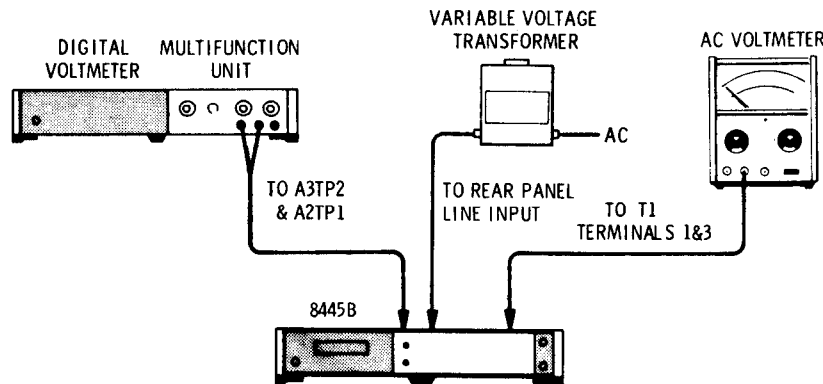 DIGITAL
VOLTMETER
MULTIFUNCTION
UNIT
VARIABLE VOLTAGE
TRANSFORMER
AC VOLTMETER
AC
TO A3TP2
& A2TP1
TO REAR PANEL
LINE INPUT
TO T1
TERMINALS 1&3
8445B